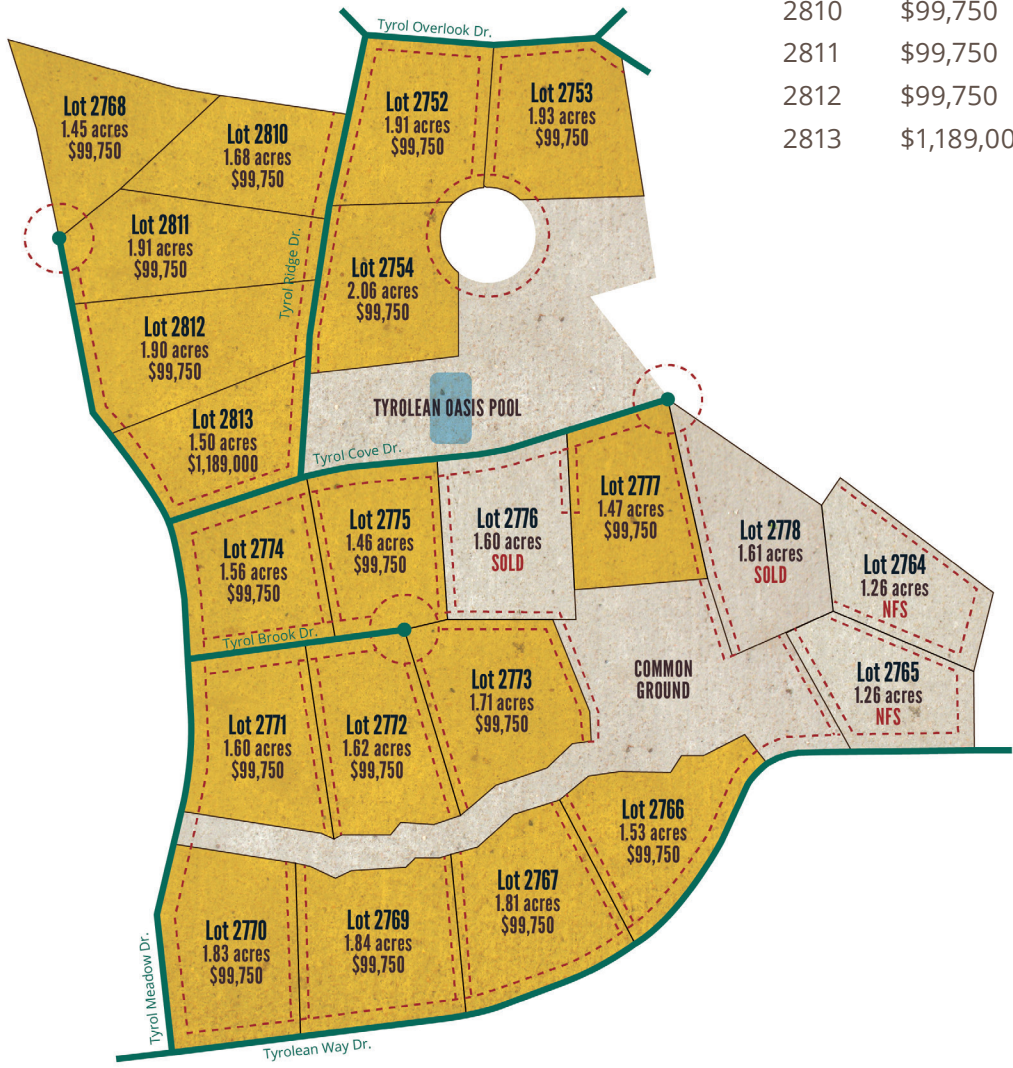 Tyrol Overlook Dr.
2810 $99,750
2811 $99,750
2812 $99,750
2813 $1,189,00
Lot 2768
1.45 acres
$99,750
Lot 2810
1.68 acres
$99,750
Lot 2752
1.91 acres
$99,750
Lot 2753
1.93 acres
$99,750
Lot 2811
1.91 acres
$99,750
Tyrol Ridge Dr.
Lot 2754
2.06 acres
$99,750
Lot 2812
1.90 acres
$99,750
Lot 2813
1.50 acres
$1,189,000
TYROLEAN OASIS POOL
Tyrol Cove Dr.
Lot 2774
1.56 acres
$99,750
Lot 2775
1.46 acres
$99,750
Lot 2776
1.60 acres
SOLD
Lot 2777
1.47 acres
$99,750
Lot 2778
1.61 acres
SOLD
Lot 2764
1.26 acres
NFS
Tyrol Brook Dr.
Lot 2771
1.60 acres
$99,750
Lot 2772
1.62 acres
$99,750
Lot 2773
1.71 acres
$99,750
COMMON
GROUND
Lot 2765
1.26 acres
NFS
Lot 2766
1.53 acres
$99,750
Lot 2767
1.81 acres
$99,750
Lot 2770
1.83 acres
$99,750
Lot 2769
1.84 acres
$99,750
Tyrol Meadow Dr.
Tyrolean Way Dr.